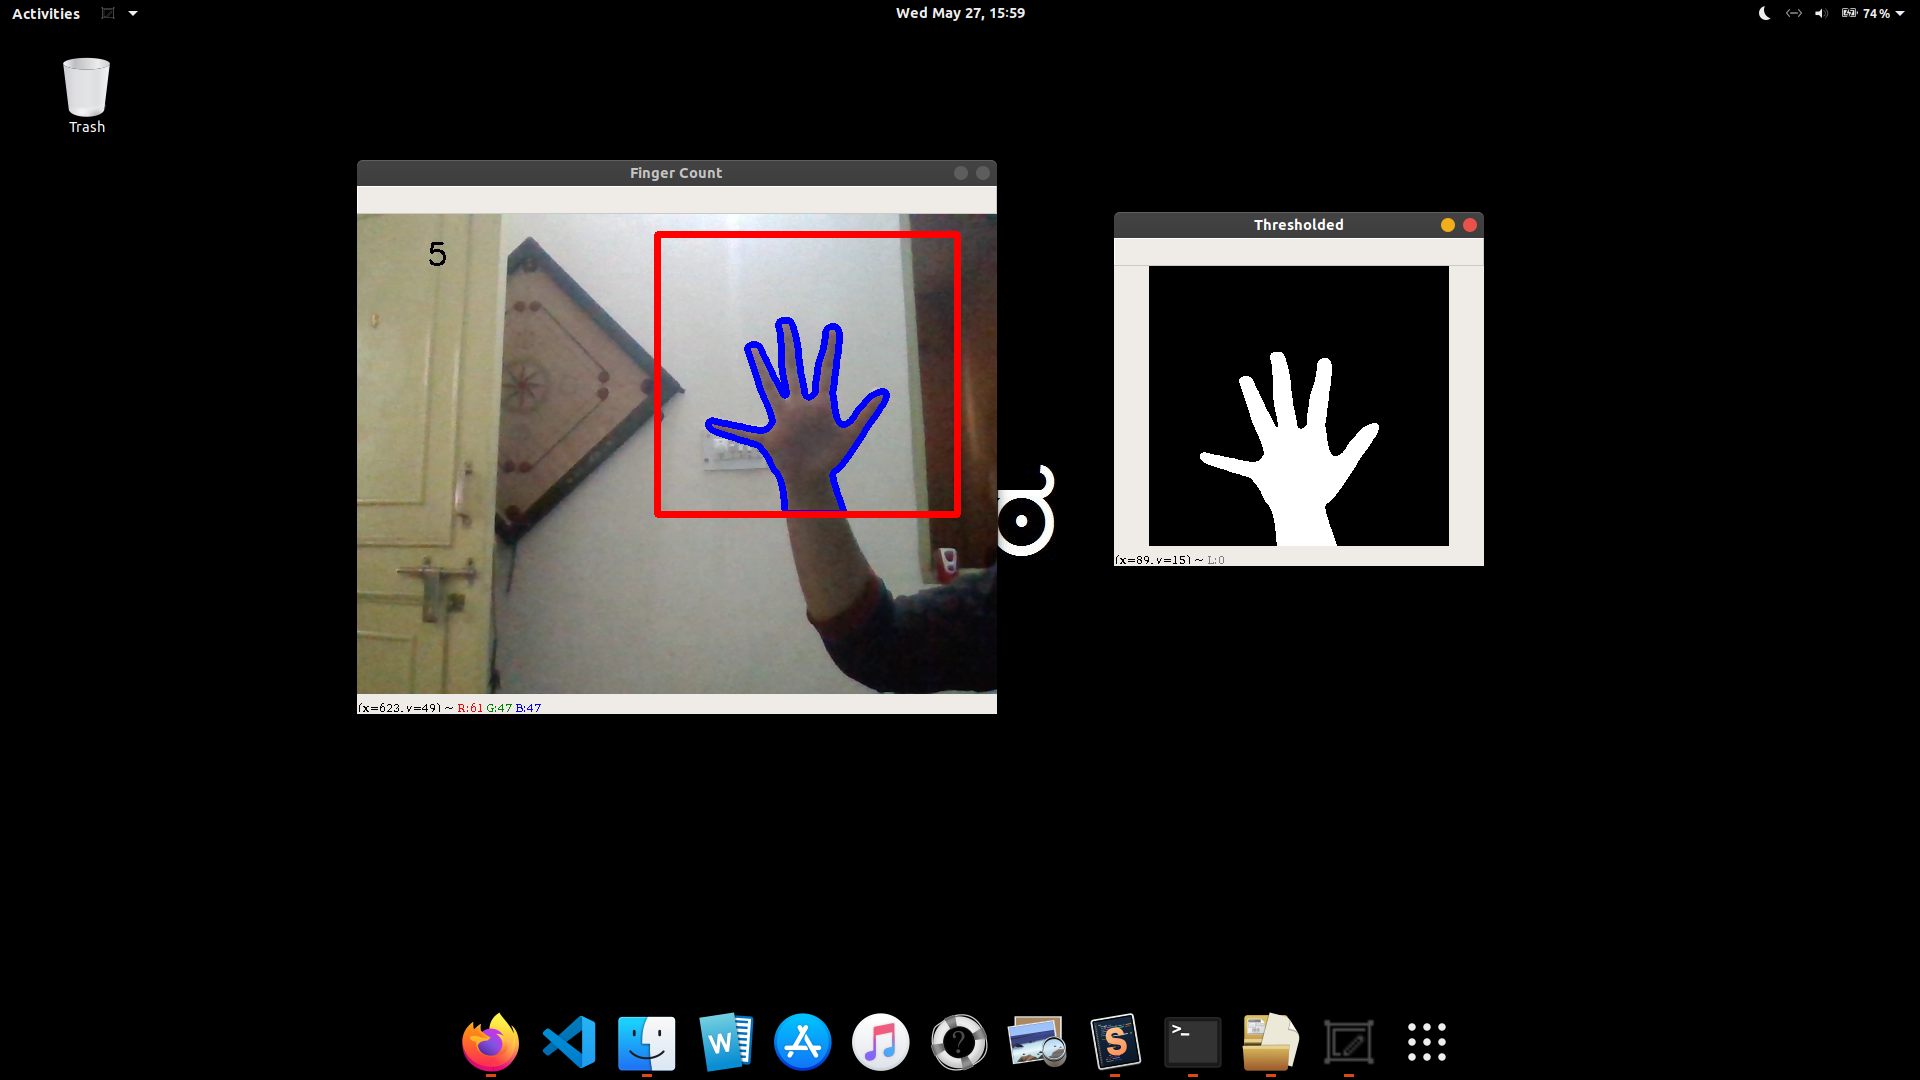 Activities
Wed May 27, 15:59
74%
Trash
Finger Count
5
(x=623, y=49) ~ R:61 G:47 B:47
Thresholded
(x=89, y=15) ~ L:0
W
?
S
>_